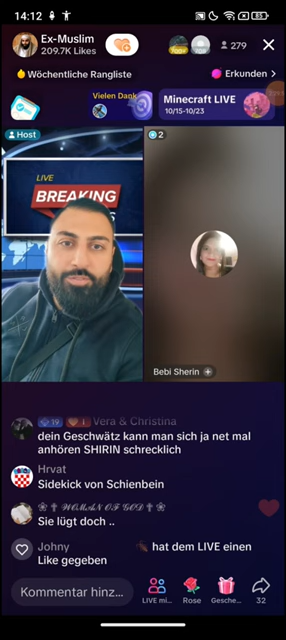 14:12
85
Ex-Muslim
209.7K Likes
279
Wöchentliche Rangliste
Erkunden >
Vielen Dank
Minecraft LIVE
10/15-10/23
Host
2
LIVE
BREAKING
Bebi Sherin
19 1 Vera & Christina
dein Geschwätz kann man sich ja net mal
anhören SHIRIN schrecklich
Hrvat
Sidekick von Schienbein
❀ ✞ 𝒲𝒪𝑀𝒜𝒩 𝒪𝐹 𝒢𝒪𝒟 ✞ ❀
Sie lügt doch ..
Johny hat dem LIVE einen
Like gegeben
Kommentar hinz...
LIVE mi...
Rose
Gesche...
32